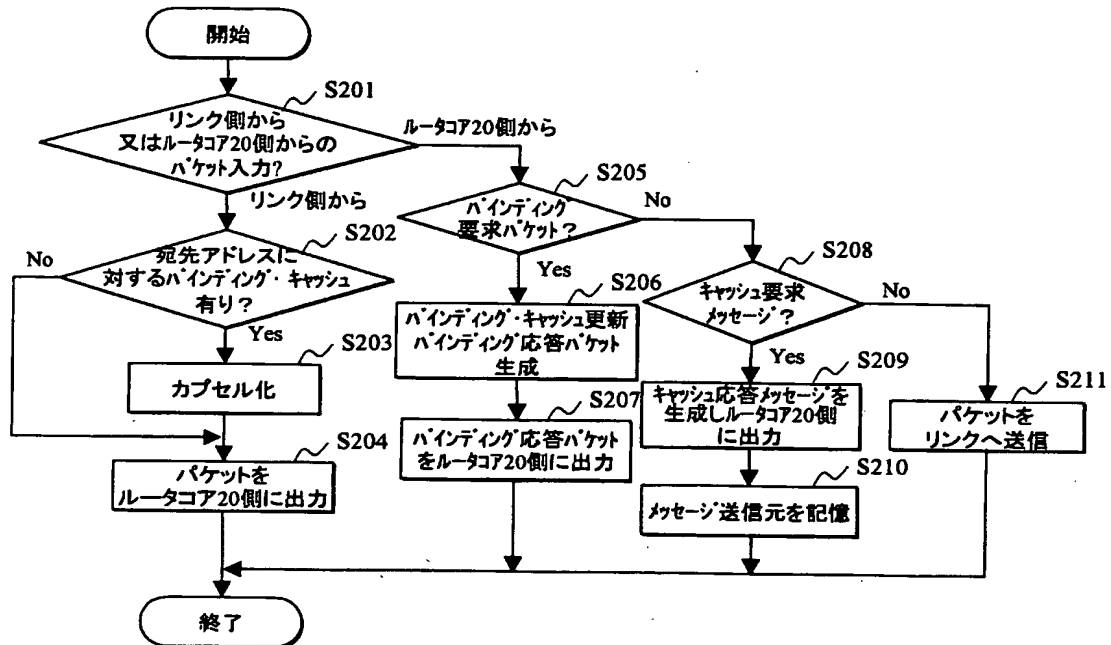 開始
S201
リンク側から
又はルータコア20側からの
パケット入力?
ルータコア20側から
リンク側から
S202
宛先アドレスに
対するバインディング・キャッシュ
有り?
No
Yes
S203
カプセル化
S204
パケットを
ルータコア20側に出力
S205
バインディング
要求パケット?
No
Yes
S206
バインディング・キャッシュ更新
バインディング応答パケット
生成
S207
バインディング応答パケット
をルータコア20側に出力
S208
キャッシュ要求
メッセージ?
No
Yes
S209
キャッシュ応答メッセージを
生成しルータコア20側
に出力
S210
メッセージ送信元を記憶
S211
パケットを
リンクへ送信
終了